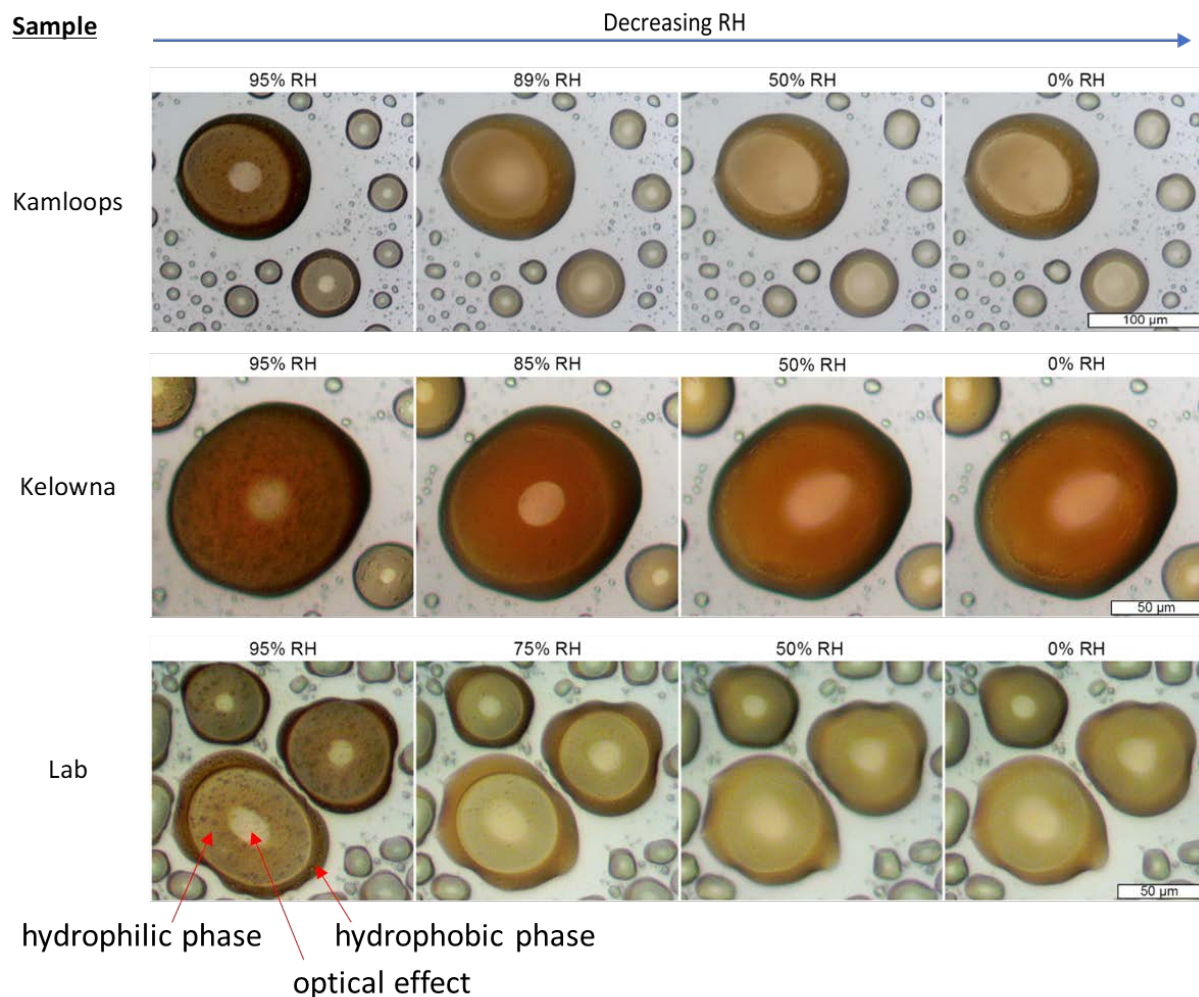 Sample
Decreasing RH
95% RH 89% RH 50% RH 0% RH
Kamloops
100 µm
95% RH 85% RH 50% RH 0% RH
Kelowna
50 µm
95% RH 75% RH 50% RH 0% RH
Lab
50 µm
hydrophilic phase hydrophobic phase
optical effect